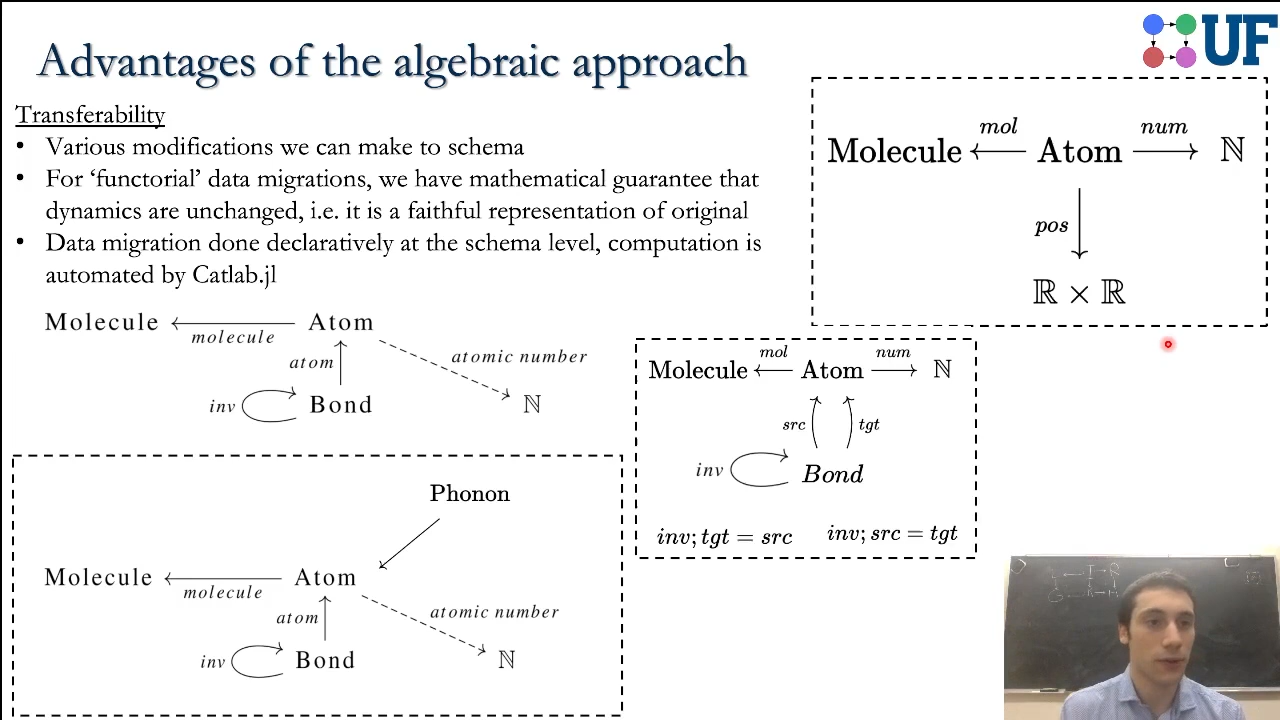 Advantages of the algebraic approach
UF
Transferability
• Various modifications we can make to schema
• For ‘functorial’ data migrations, we have mathematical guarantee that
dynamics are unchanged, i.e. it is a faithful representation of original
• Data migration done declaratively at the schema level, computation is
automated by Catlab.jl
mol num
Molecule Atom ℕ
pos
ℝ × ℝ
Molecule Atom
molecule
atom atomic number
inv Bond ℕ
mol num
Molecule Atom ℕ
src tgt
inv Bond
inv; tgt = src inv; src = tgt
Phonon
Molecule Atom
molecule
atom atomic number
inv Bond ℕ